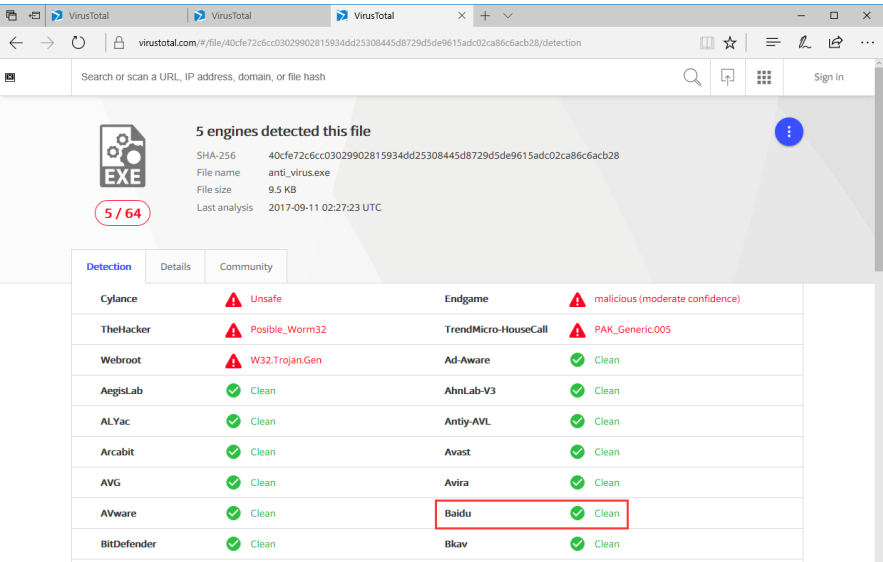 VirusTotal
VirusTotal
VirusTotal
virustotal.com/#/file/40cfe72c6cc03029902815934dd25308445d8729d5de9615adc02ca86c6acb28/detection
Search or scan a URL, IP address, domain, or file hash
Sign in
EXE
5 / 64
5 engines detected this file
SHA-256 40cfe72c6cc03029902815934dd25308445d8729d5de9615adc02ca86c6acb28
File name anti_virus.exe
File size 9.5 KB
Last analysis 2017-09-11 02:27:23 UTC
Detection Details Community
Cylance Unsafe Endgame malicious (moderate confidence)
TheHacker Posible_Worm32 TrendMicro-HouseCall PAK_Generic.005
Webroot W32.Trojan.Gen Ad-Aware Clean
AegisLab Clean AhnLab-V3 Clean
ALYac Clean Antiy-AVL Clean
Arcabit Clean Avast Clean
AVG Clean Avira Clean
AVware Clean Baidu Clean
BitDefender Clean Bkav Clean